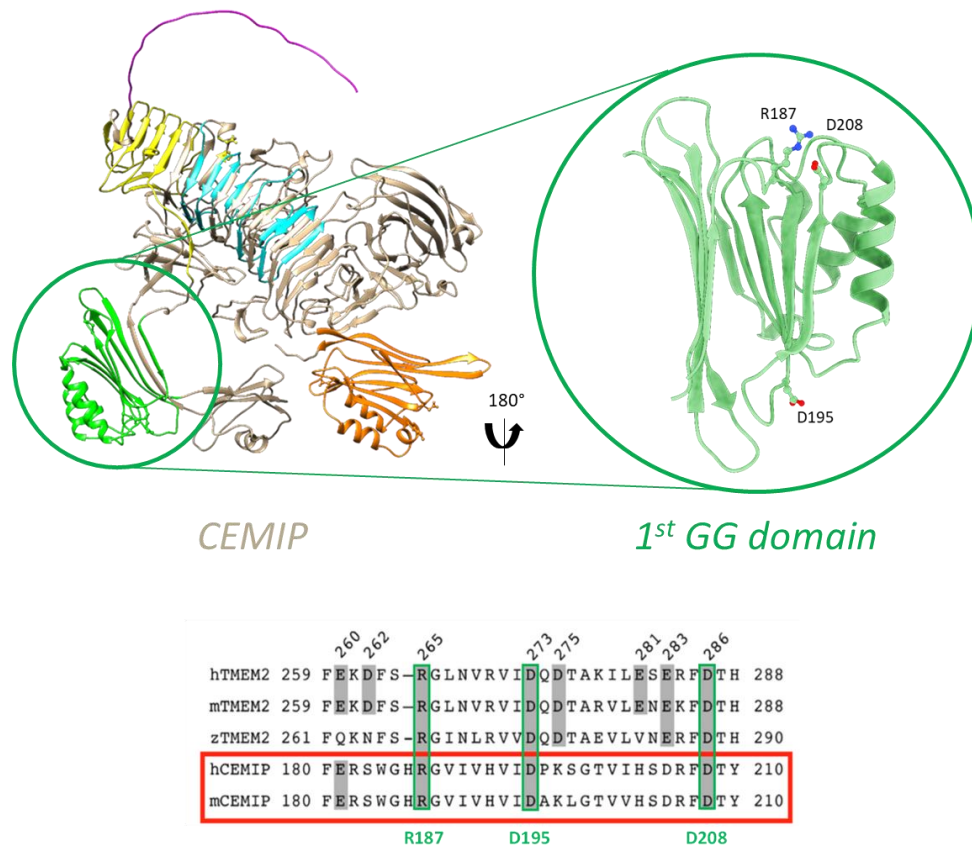 R187
D208
D195
180°
CEMIP
1st GG domain
260 262 265 273 275 281 283 286
hTMEM2 259 FEKDFS–RGLNVRVIDQDTAKILESERFDTH 288
mTMEM2 259 FEKDFS–RGLNVRVIDQDTARVLENEKFDTH 288
zTMEM2 261 FQKNFS–RGINLRVVDQDTAEVLVNERFDTH 290
hCEMIP 180 FERSWGHRGVIVHVIDPKSGTVIHSDRFDTY 210
mCEMIP 180 FERSWGHRGVIVHVIDAKLGTVVHSDRFDTY 210
R187 D195 D208